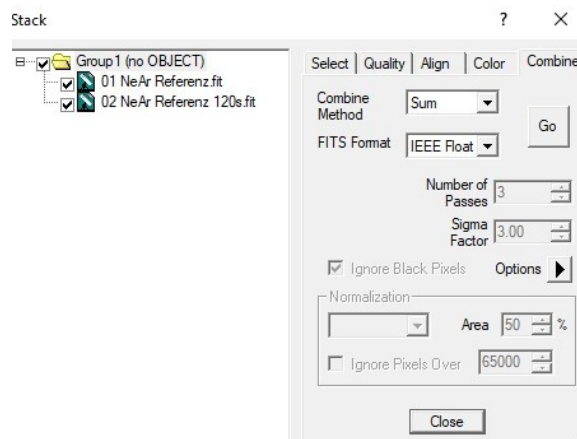 Stack ? X
Group1 (no OBJECT)
01 NeAr Referenz.fit
02 NeAr Referenz 120s.fit
Select Quality Align Color Combine
Combine Method Sum
Go
FITS Format IEEE Float
Number of Passes 3
Sigma Factor 3.00
Ignore Black Pixels Options
Normalization
Area 50 %
Ignore Pixels Over 65000
Close